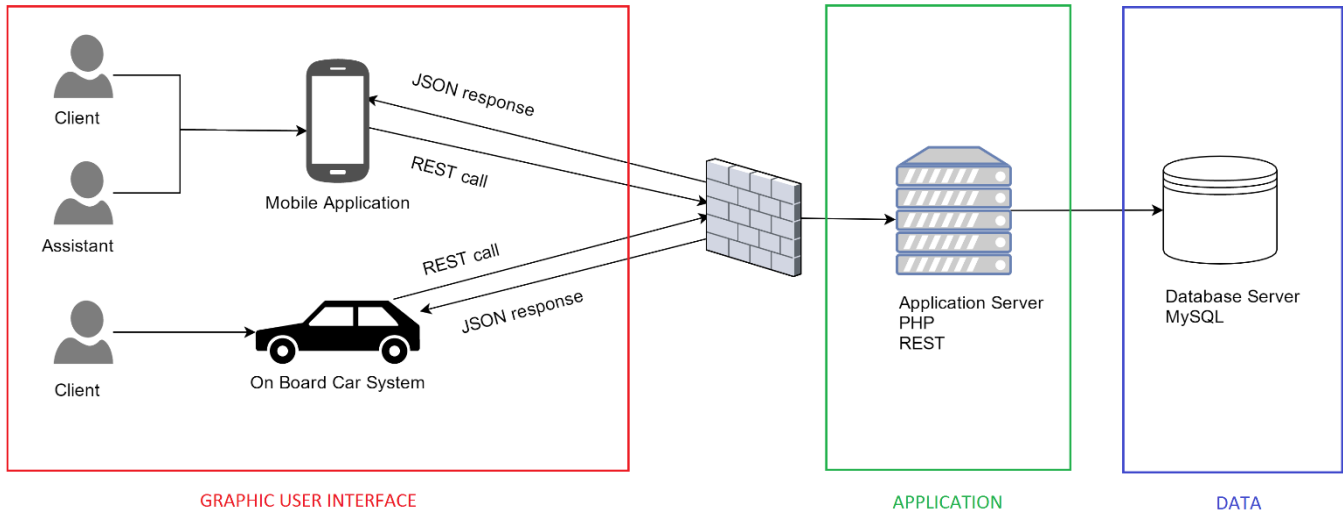 Client
Assistant
Client
Mobile Application
On Board Car System
JSON response
REST call
REST call
JSON response
Application Server
PHP
REST
Database Server
MySQL
GRAPHIC USER INTERFACE
APPLICATION
DATA